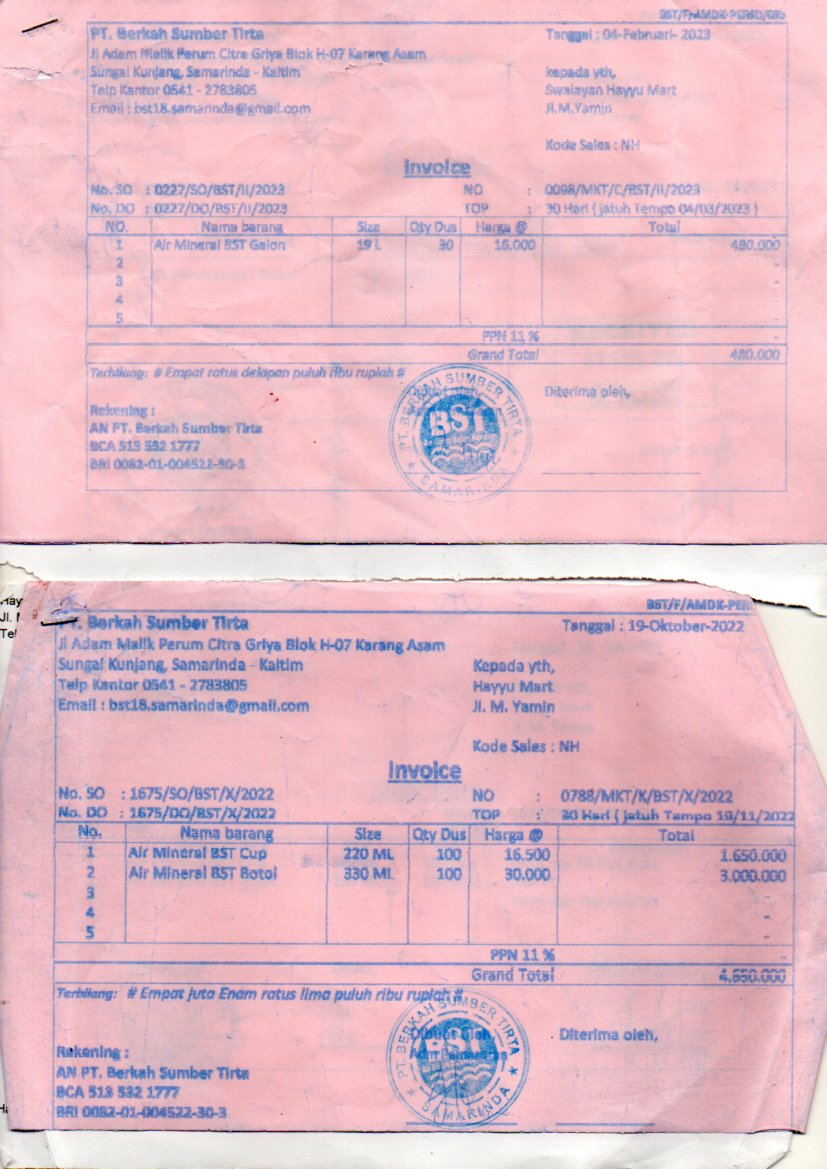 BST/F/AMDK-PERSD/
PT. Berkah Sumber Tirta
Tanggal : 04-Februari- 2023
Jl Adam Malik Perum Citra Griya Blok H-07 Karang Asam
Sungai Kunjang, Samarinda - Kaltim
kepada yth,
Telp Kantor 0541 - 2783805
Swalayan Hayyu Mart
Email : bst18.samarinda@gmail.com
Jl.M.Yamin
Kode Sales : NH
Invoice
No. SO : 0227/SO/BST/II/2023 NO : 0098/MKT/C/BST/II/2023
No. DO : 0227/DO/BST/II/2023 TOP : 30 Hari ( jatuh Tempo 04/03/2023 )
NO. Nama barang Size Qty Dus Harga @ Total
1 Air Mineral BST Galon 19 L 30 16.000 480.000
2 -
3 -
4 -
5 -
PPN 11 % -
Grand Total 480.000
Terbilang: # Empat ratus delapan puluh ribu rupiah #
Diterima oleh,
Rekening :
AN PT. Berkah Sumber Tirta
BCA 513 532 1777
BRI 0082-01-004522-30-3
PT. BERKAH SUMBER TIRTA
BST
SAMARINDA
Hay
Jl.
Tel
BST/F/AMDK-PER
Berkah Sumber Tirta
Tanggal : 19-Oktober-2022
Jl Adam Malik Perum Citra Griya Blok H-07 Karang Asam
Sungai Kunjang, Samarinda - Kaltim
Kepada yth,
Telp Kantor 0541 - 2783805
Hayyu Mart
Email : bst18.samarinda@gmail.com
Jl. M. Yamin
Kode Sales : NH
Invoice
No. SO : 1675/SO/BST/X/2022 NO : 0788/MKT/K/BST/X/2022
No. DO : 1675/DO/BST/X/2022 TOP : 30 Hari ( jatuh Tempo 19/11/2022
No. Nama barang Size Qty Dus Harga @ Total
1 Air Mineral BST Cup 220 ML 100 16.500 1.650.000
2 Air Mineral BST Botol 330 ML 100 30.000 3.000.000
3 -
4 -
5 -
PPN 11 % -
Grand Total 4.650.000
Terbilang: # Empat juta Enam ratus lima puluh ribu rupiah #
Dibuat oleh
Diterima oleh,
Rekening :
AN PT. Berkah Sumber Tirta
BCA 513 532 1777
BRI 0082-01-004522-30-3
PT. BERKAH SUMBER TIRTA
BST
SAMARINDA